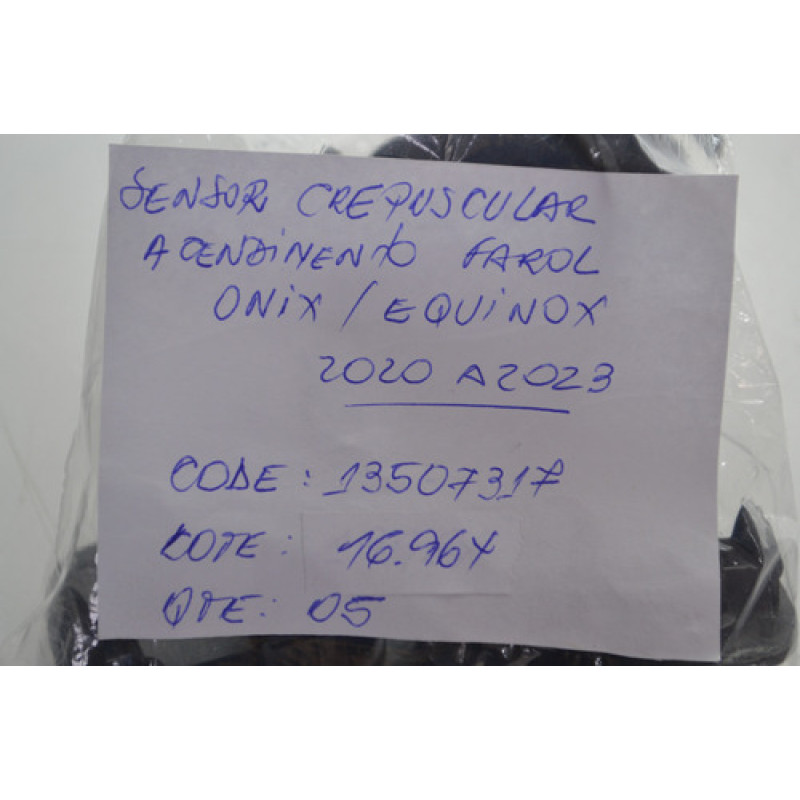 SENSOR CREPUSCULAR
ACENDIMENTO FAROL
ONIX / EQUINOX
2020 A 2023
CODE: 13507317
LOTE: 16.964
QTE: 05